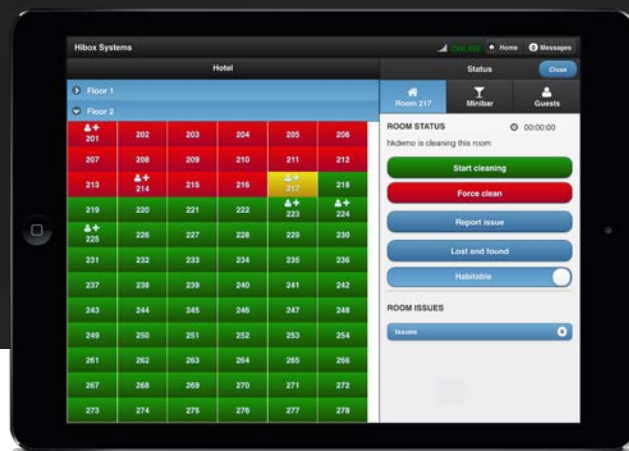 Hibox Systems
ONLINE Home 0 Messages
Hotel
Status Close
Floor 1
Floor 2
201 202 203 204 205 206
207 208 209 210 211 212
213 214 215 216 217 218
219 220 221 222 223 224
225 226 227 228 229 230
231 232 233 234 235 236
237 238 239 240 241 242
243 244 245 246 247 248
249 250 251 252 253 254
261 262 263 264 265 266
267 268 269 270 271 272
273 274 275 276 277 278
Room 217 Minibar Guests
ROOM STATUS 00:00:00
hkdemo is cleaning this room
Start cleaning
Force clean
Report issue
Lost and found
Habitable
ROOM ISSUES
Issues 0